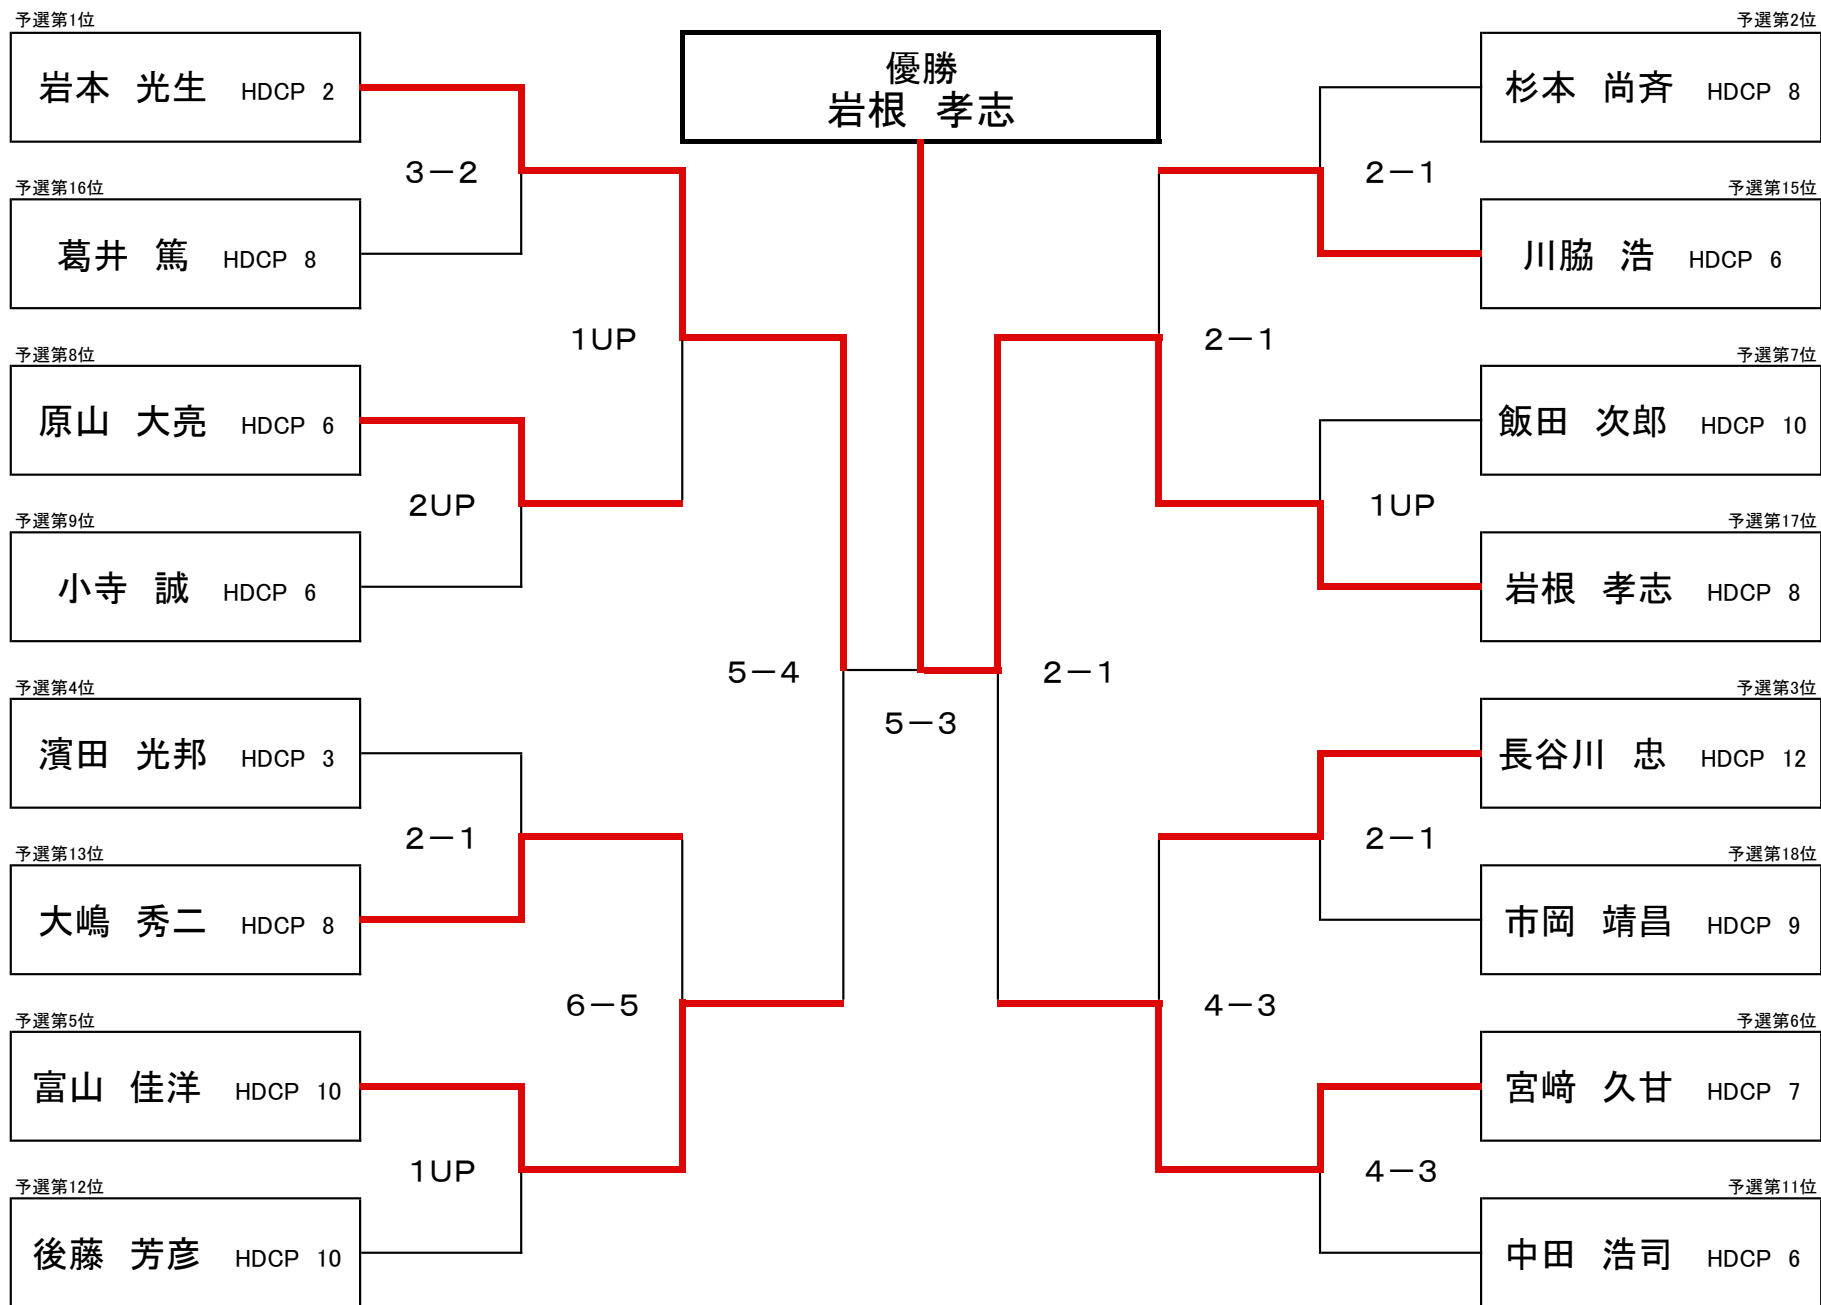 予選第1位
岩本 光生 HDCP 2
3－2
予選第16位
葛井 篤 HDCP 8
1UP
予選第8位
原山 大亮 HDCP 6
2UP
予選第9位
小寺 誠 HDCP 6
5－4
予選第4位
濱田 光邦 HDCP 3
2－1
予選第13位
大嶋 秀二 HDCP 8
6－5
予選第5位
富山 佳洋 HDCP 10
1UP
予選第12位
後藤 芳彦 HDCP 10
優勝
岩根 孝志
5－3
予選第2位
杉本 尚斉 HDCP 8
2－1
予選第15位
川脇 浩 HDCP 6
2－1
予選第7位
飯田 次郎 HDCP 10
1UP
予選第17位
岩根 孝志 HDCP 8
2－1
予選第3位
長谷川 忠 HDCP 12
2－1
予選第18位
市岡 靖昌 HDCP 9
4－3
予選第6位
宮﨑 久甘 HDCP 7
4－3
予選第11位
中田 浩司 HDCP 6